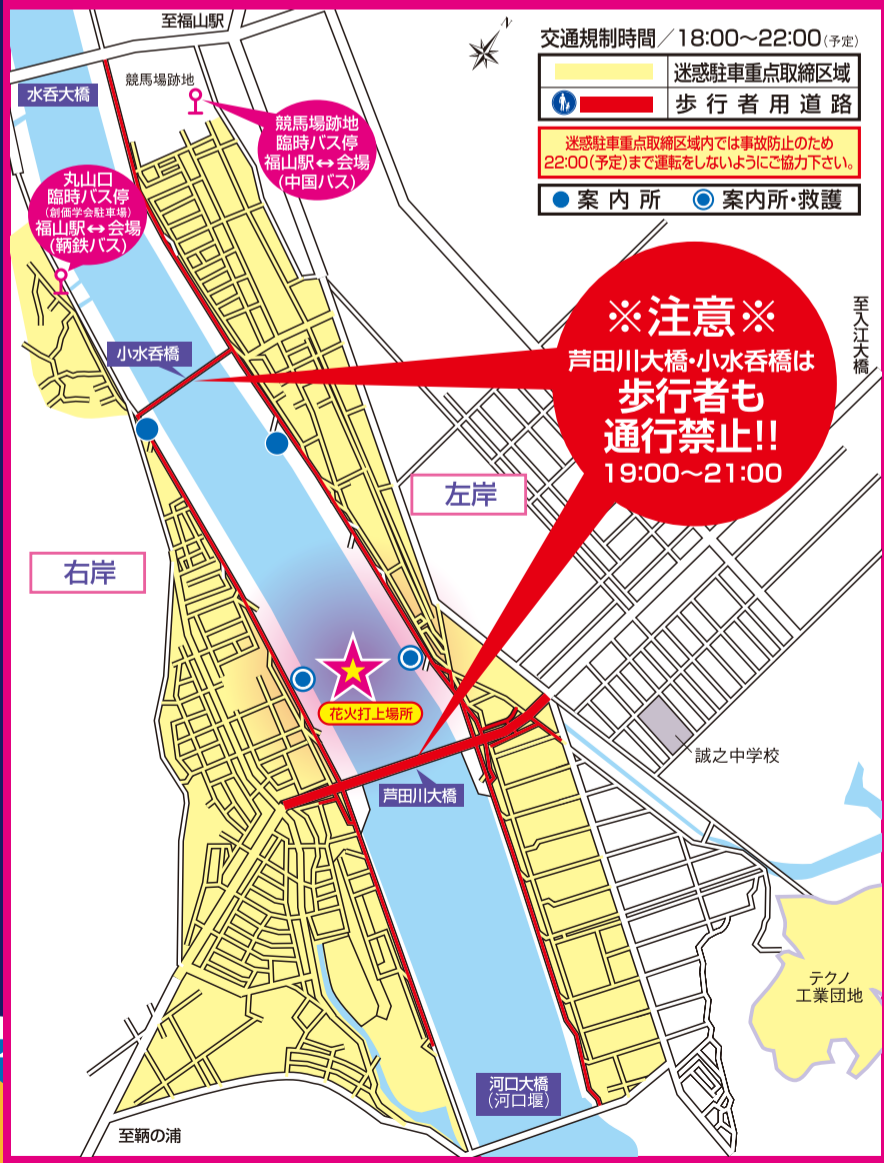 至福山駅
N
交通規制時間／18:00〜22:00(予定)
迷惑駐車重点取締区域
歩行者用道路
迷惑駐車重点取締区域内では事故防止のため
22:00(予定)まで運転をしないようにご協力下さい。
案内所
案内所・救護
水呑大橋
競馬場跡地
競馬場跡地
臨時バス停
福山駅↔会場
(中国バス)
丸山口
臨時バス停
(創価学会駐車場)
福山駅↔会場
(鞆鉄バス)
小水呑橋
※注意※
芦田川大橋・小水呑橋は
歩行者も
通行禁止!!
19:00〜21:00
至入江大橋
左岸
右岸
花火打上場所
芦田川大橋
誠之中学校
テクノ
工業団地
河口大橋
(河口堰)
至鞆の浦